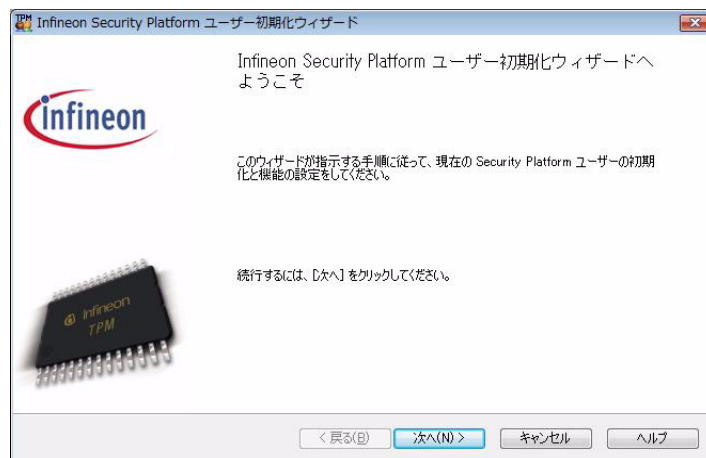 Infineon Security Platform ユーザー初期化ウィザード
Infineon Security Platform ユーザー初期化ウィザードへ
ようこそ
infineon
このウィザードが指示する手順に従って、現在の Security Platform ユーザーの初期
化と機能の設定をしてください。
続行するには、[次へ] をクリックしてください。
infineon
TPM
< 戻る(B)
次へ(N) >
キャンセル
ヘルプ